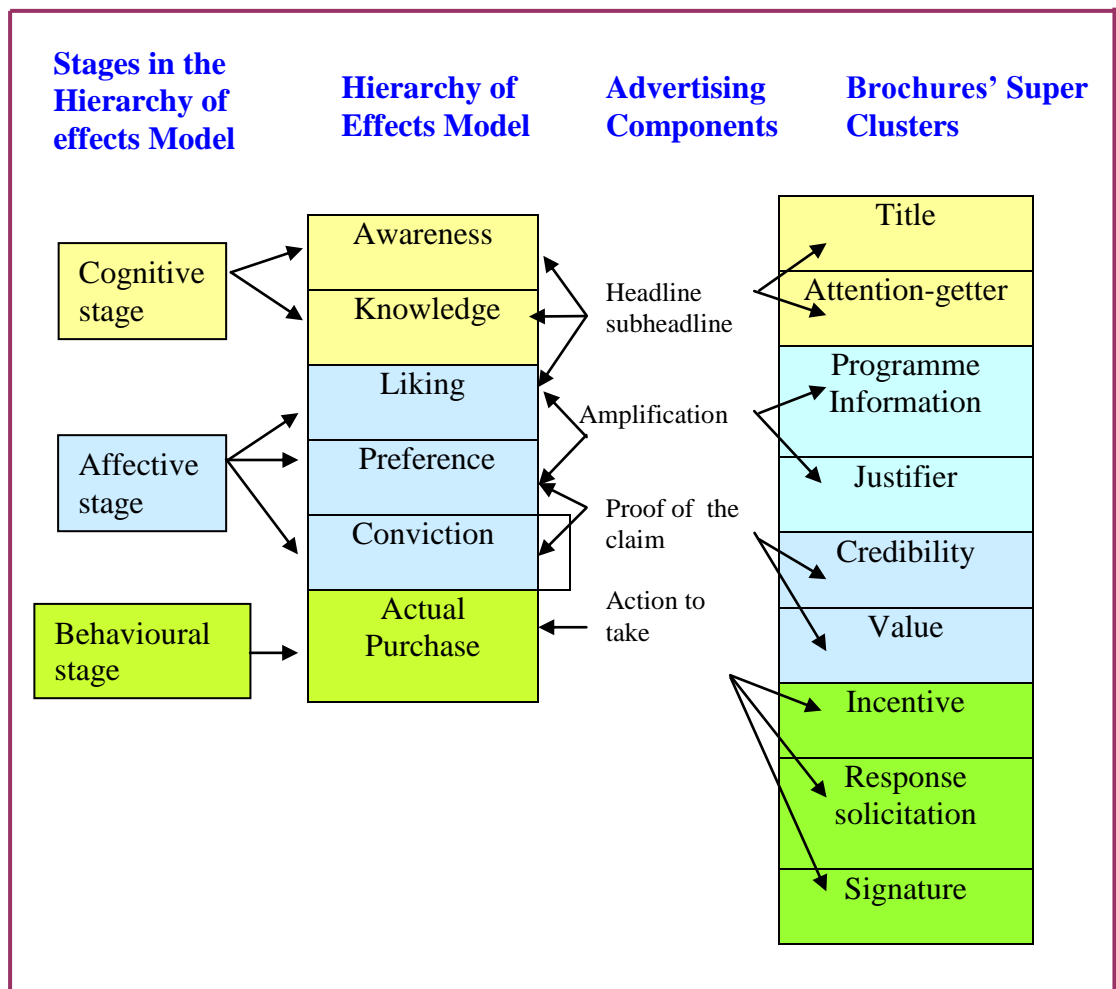 Stages in the
Hierarchy of
effects Model
Hierarchy of
Effects Model
Advertising
Components
Brochures’ Super
Clusters
Cognitive
stage
Affective
stage
Behavioural
stage
Awareness
Knowledge
Liking
Preference
Conviction
Actual
Purchase
Headline
subheadline
Amplification
Proof of  the
claim
Action to
take
Title
Attention-getter
Programme
Information
Justifier
Credibility
Value
Incentive
Response
solicitation
Signature